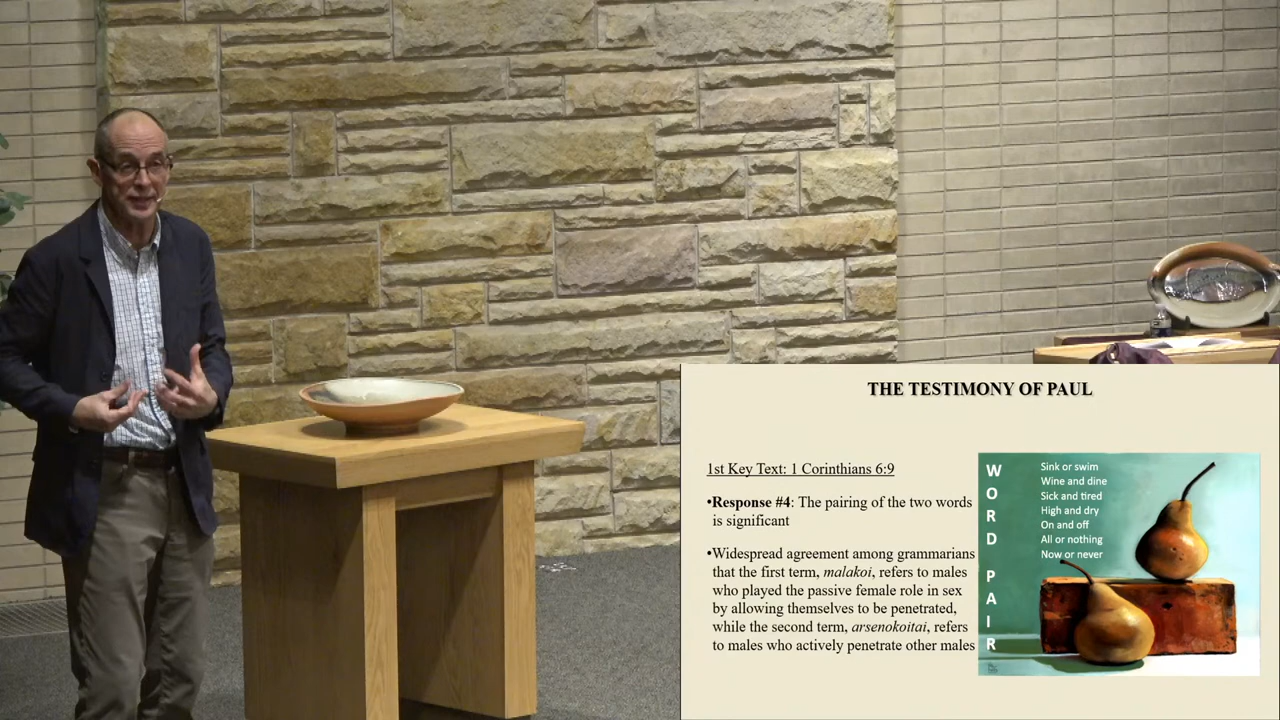 THE TESTIMONY OF PAUL
1st Key Text: 1 Corinthians 6:9
•Response #4: The pairing of the two words
is significant
•Widespread agreement among grammarians
that the first term, malakoi, refers to males
who played the passive female role in sex
by allowing themselves to be penetrated,
while the second term, arsenokoitai, refers
to males who actively penetrate other males
WORD PAIR
Sink or swim
Wine and dine
Sick and tired
High and dry
On and off
All or nothing
Now or never